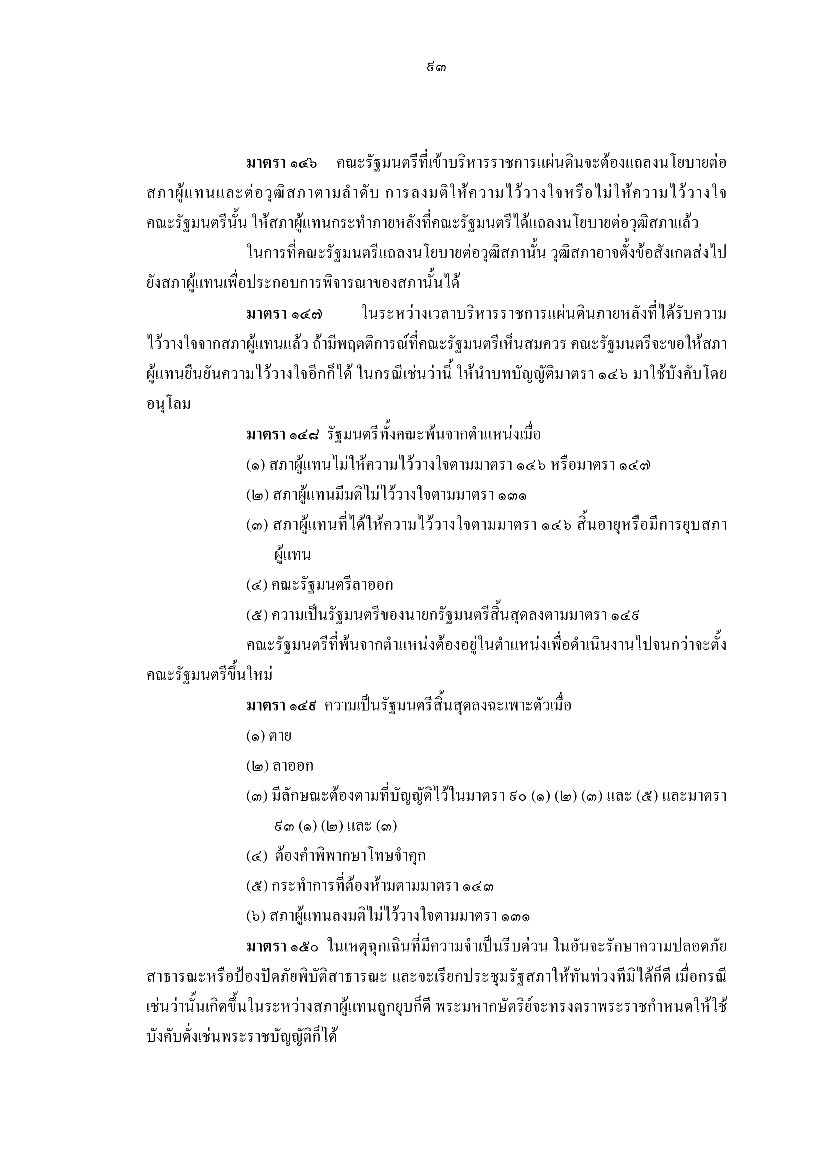 ๙๓
มาตรา ๑๔๖ คณะรัฐมนตรีที่เข้าบริหารราชการแผ่นดินจะต้องแถลงนโยบายต่อ
สภาผู้แทนและต่อวุฒิสภาตามลำดับ การลงมติให้ความไว้วางใจหรือไม่ให้ความไว้วางใจ
คณะรัฐมนตรีนั้น ให้สภาผู้แทนกระทำภายหลังที่คณะรัฐมนตรีได้แถลงนโยบายต่อวุฒิสภาแล้ว
ในการที่คณะรัฐมนตรีแถลงนโยบายต่อวุฒิสภานั้น วุฒิสภาอาจตั้งข้อสังเกตส่งไป
ยังสภาผู้แทนเพื่อประกอบการพิจารณาของสภานั้นได้
มาตรา ๑๔๗ ในระหว่างเวลาบริหารราชการแผ่นดินภายหลังที่ได้รับความ
ไว้วางใจจากสภาผู้แทนแล้ว ถ้ามีพฤตติการณ์ที่คณะรัฐมนตรีเห็นสมควร คณะรัฐมนตรีจะขอให้สภา
ผู้แทนยืนยันความไว้วางใจอีกก็ได้ ในกรณีเช่นว่านี้ ให้นำบทบัญญัติมาตรา ๑๔๖ มาใช้บังคับโดย
อนุโลม
มาตรา ๑๔๘ รัฐมนตรีทั้งคณะพ้นจากตำแหน่งเมื่อ
(๑) สภาผู้แทนไม่ให้ความไว้วางใจตามมาตรา ๑๔๖ หรือมาตรา ๑๔๗
(๒) สภาผู้แทนมีมติไม่ไว้วางใจตามมาตรา ๑๓๑
(๓) สภาผู้แทนที่ได้ให้ความไว้วางใจตามมาตรา ๑๔๖ สิ้นอายุหรือมีการยุบสภา
ผู้แทน
(๔) คณะรัฐมนตรีลาออก
(๕) ความเป็นรัฐมนตรีของนายกรัฐมนตรีสิ้นสุดลงตามมาตรา ๑๔๙
คณะรัฐมนตรีที่พ้นจากตำแหน่งต้องอยู่ในตำแหน่งเพื่อดำเนินงานไปจนกว่าจะตั้ง
คณะรัฐมนตรีขึ้นใหม่
มาตรา ๑๔๙ ความเป็นรัฐมนตรีสิ้นสุดลงฉะเพาะตัวเมื่อ
(๑) ตาย
(๒) ลาออก
(๓) มีลักษณะต้องตามที่บัญญัติไว้ในมาตรา ๙๐ (๑) (๒) (๓) และ (๕) และมาตรา
๙๓ (๑) (๒) และ (๓)
(๔) ต้องคำพิพากษาโทษจำคุก
(๕) กระทำการที่ต้องห้ามตามมาตรา ๑๔๓
(๖) สภาผู้แทนลงมติไม่ไว้วางใจตามมาตรา ๑๓๑
มาตรา ๑๕๐ ในเหตุฉุกเฉินที่มีความจำเป็นรีบด่วน ในอันจะรักษาความปลอดภัย
สาธารณะหรือป้องปัดภัยพิบัติสาธารณะ และจะเรียกประชุมรัฐสภาให้ทันท่วงทีมิได้ก็ดี เมื่อกรณี
เช่นว่านั้นเกิดขึ้นในระหว่างสภาผู้แทนถูกยุบก็ดี พระมหากษัตริย์จะทรงตราพระราชกำหนดให้ใช้
บังคับดั่งเช่นพระราชบัญญัติก็ได้